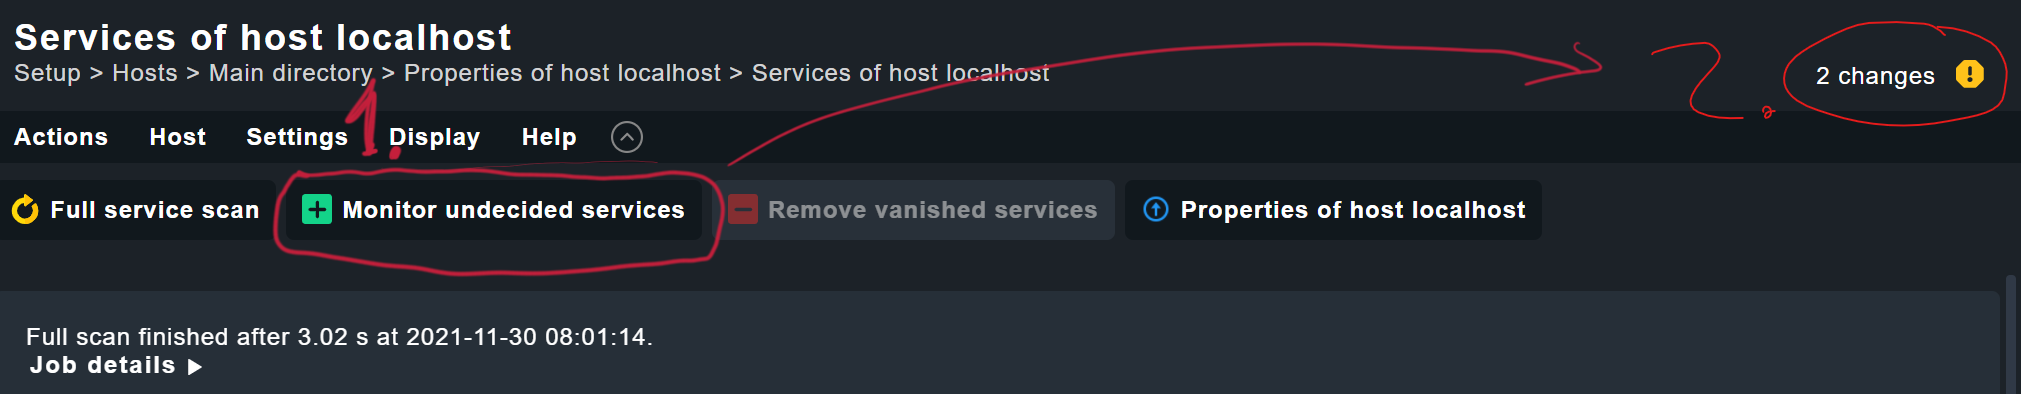 Services of host localhost
Setup > Hosts > Main directory > Properties of host localhost > Services of host localhost
2.
2 changes
1.
Actions Host Settings Display Help
Full service scan Monitor undecided services Remove vanished services Properties of host localhost
Full scan finished after 3.02 s at 2021-11-30 08:01:14.
Job details